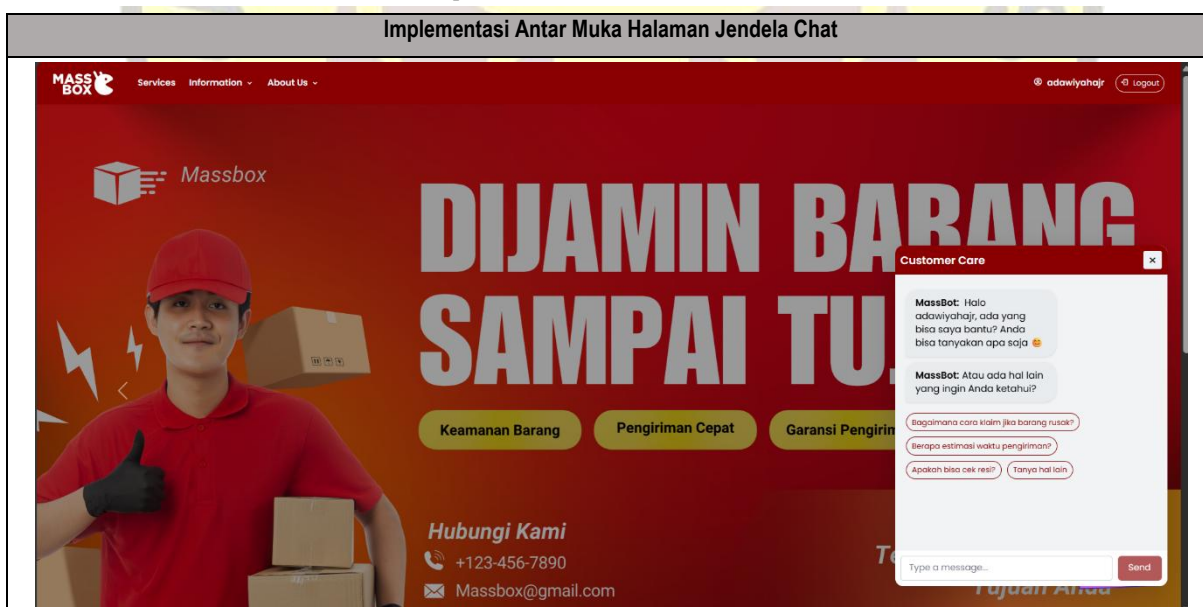 Implementasi Antar Muka Halaman Jendela Chat
MASS
BOX
Services Information About Us
adawiyahajr
Logout
Massbox
DIJAMIN BARANG
SAMPAI
Keamanan Barang
Pengiriman Cepat
Garansi
Hubungi Kami
+123-456-7890
Massbox@gmail.com
Customer Care
×
MassBot: Halo
adawiyahajr, ada yang
bisa saya bantu? Anda
bisa tanyakan apa saja 😊
MassBot: Atau ada hal lain
yang ingin Anda ketahui?
Bagaimana cara klaim jika barang rusak?
Berapa estimasi waktu pengiriman?
Apakah bisa cek resi? Tanya hal lain
Type a message...
Send
Tujuan Anda